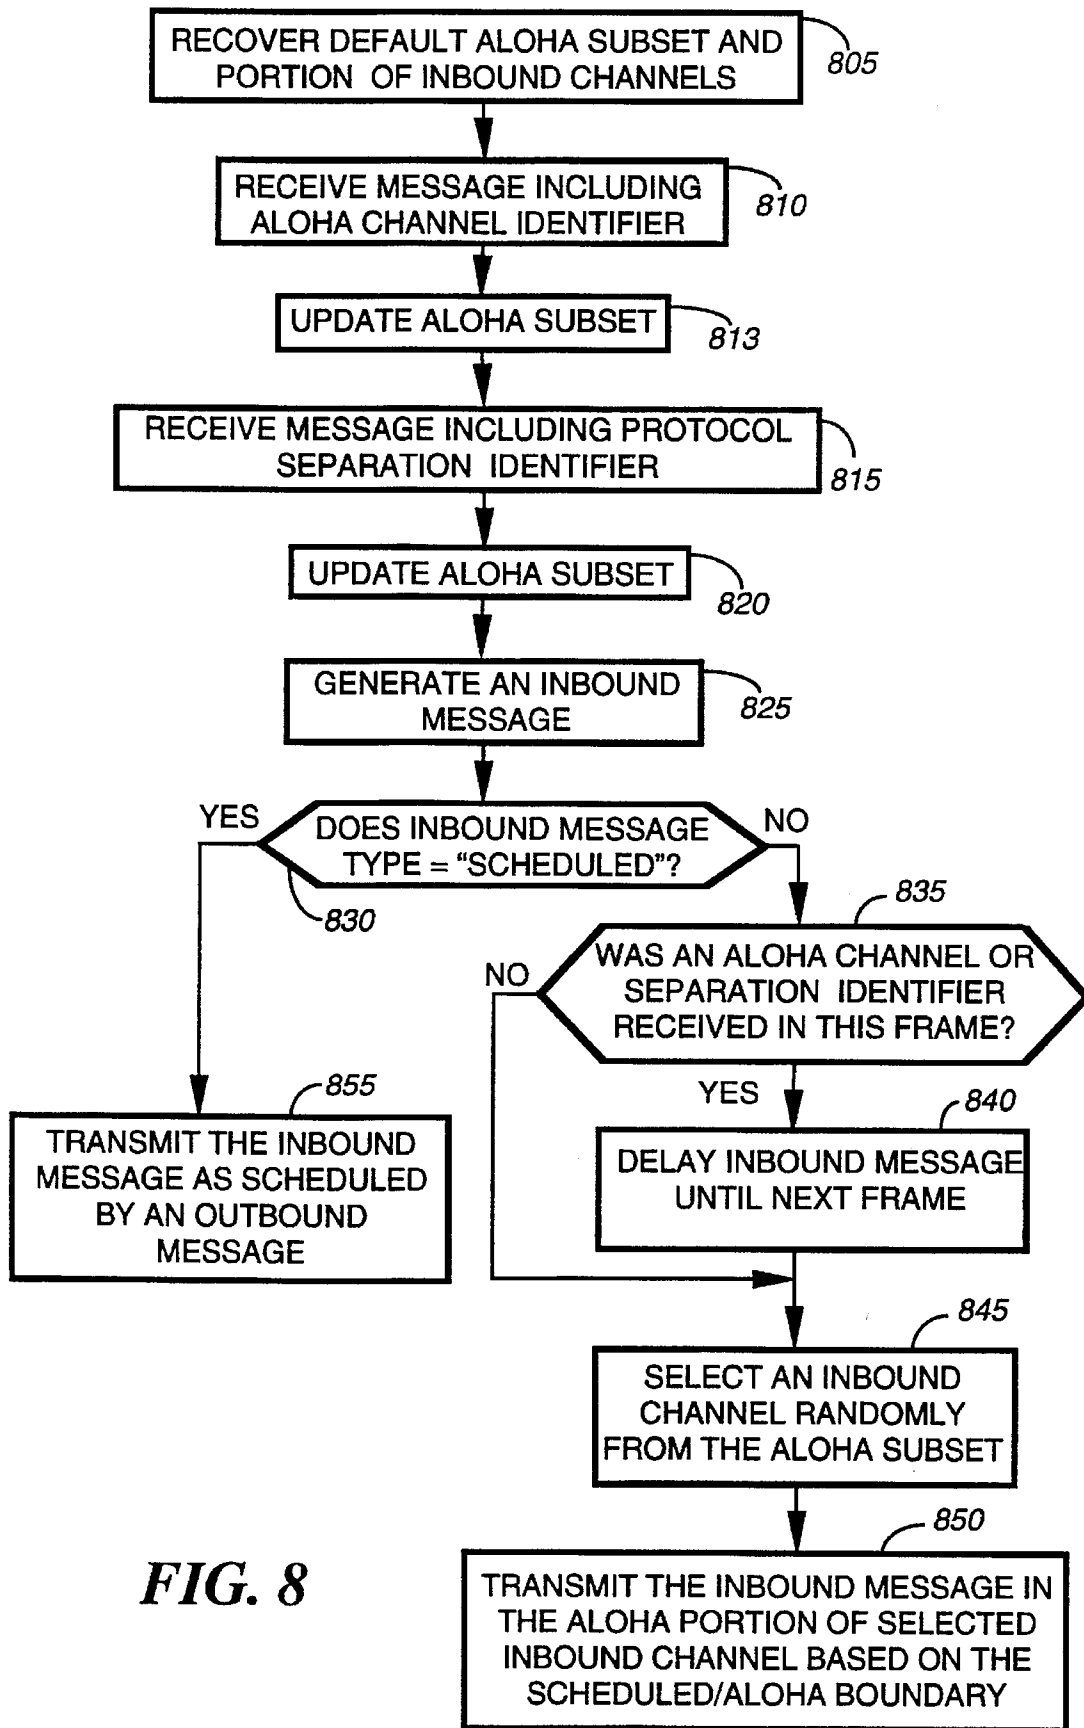 RECOVER DEFAULT ALOHA SUBSET AND
PORTION OF INBOUND CHANNELS
805
RECEIVE MESSAGE INCLUDING
ALOHA CHANNEL IDENTIFIER
810
UPDATE ALOHA SUBSET
813
RECEIVE MESSAGE INCLUDING PROTOCOL
SEPARATION IDENTIFIER
815
UPDATE ALOHA SUBSET
820
GENERATE AN INBOUND
MESSAGE
825
YES
DOES INBOUND MESSAGE
TYPE = “SCHEDULED”?
NO
830
835
NO
WAS AN ALOHA CHANNEL OR
SEPARATION IDENTIFIER
RECEIVED IN THIS FRAME?
YES
855
TRANSMIT THE INBOUND
MESSAGE AS SCHEDULED
BY AN OUTBOUND
MESSAGE
840
DELAY INBOUND MESSAGE
UNTIL NEXT FRAME
845
SELECT AN INBOUND
CHANNEL RANDOMLY
FROM THE ALOHA SUBSET
850
TRANSMIT THE INBOUND MESSAGE IN
THE ALOHA PORTION OF SELECTED
INBOUND CHANNEL BASED ON THE
SCHEDULED/ALOHA BOUNDARY
FIG. 8